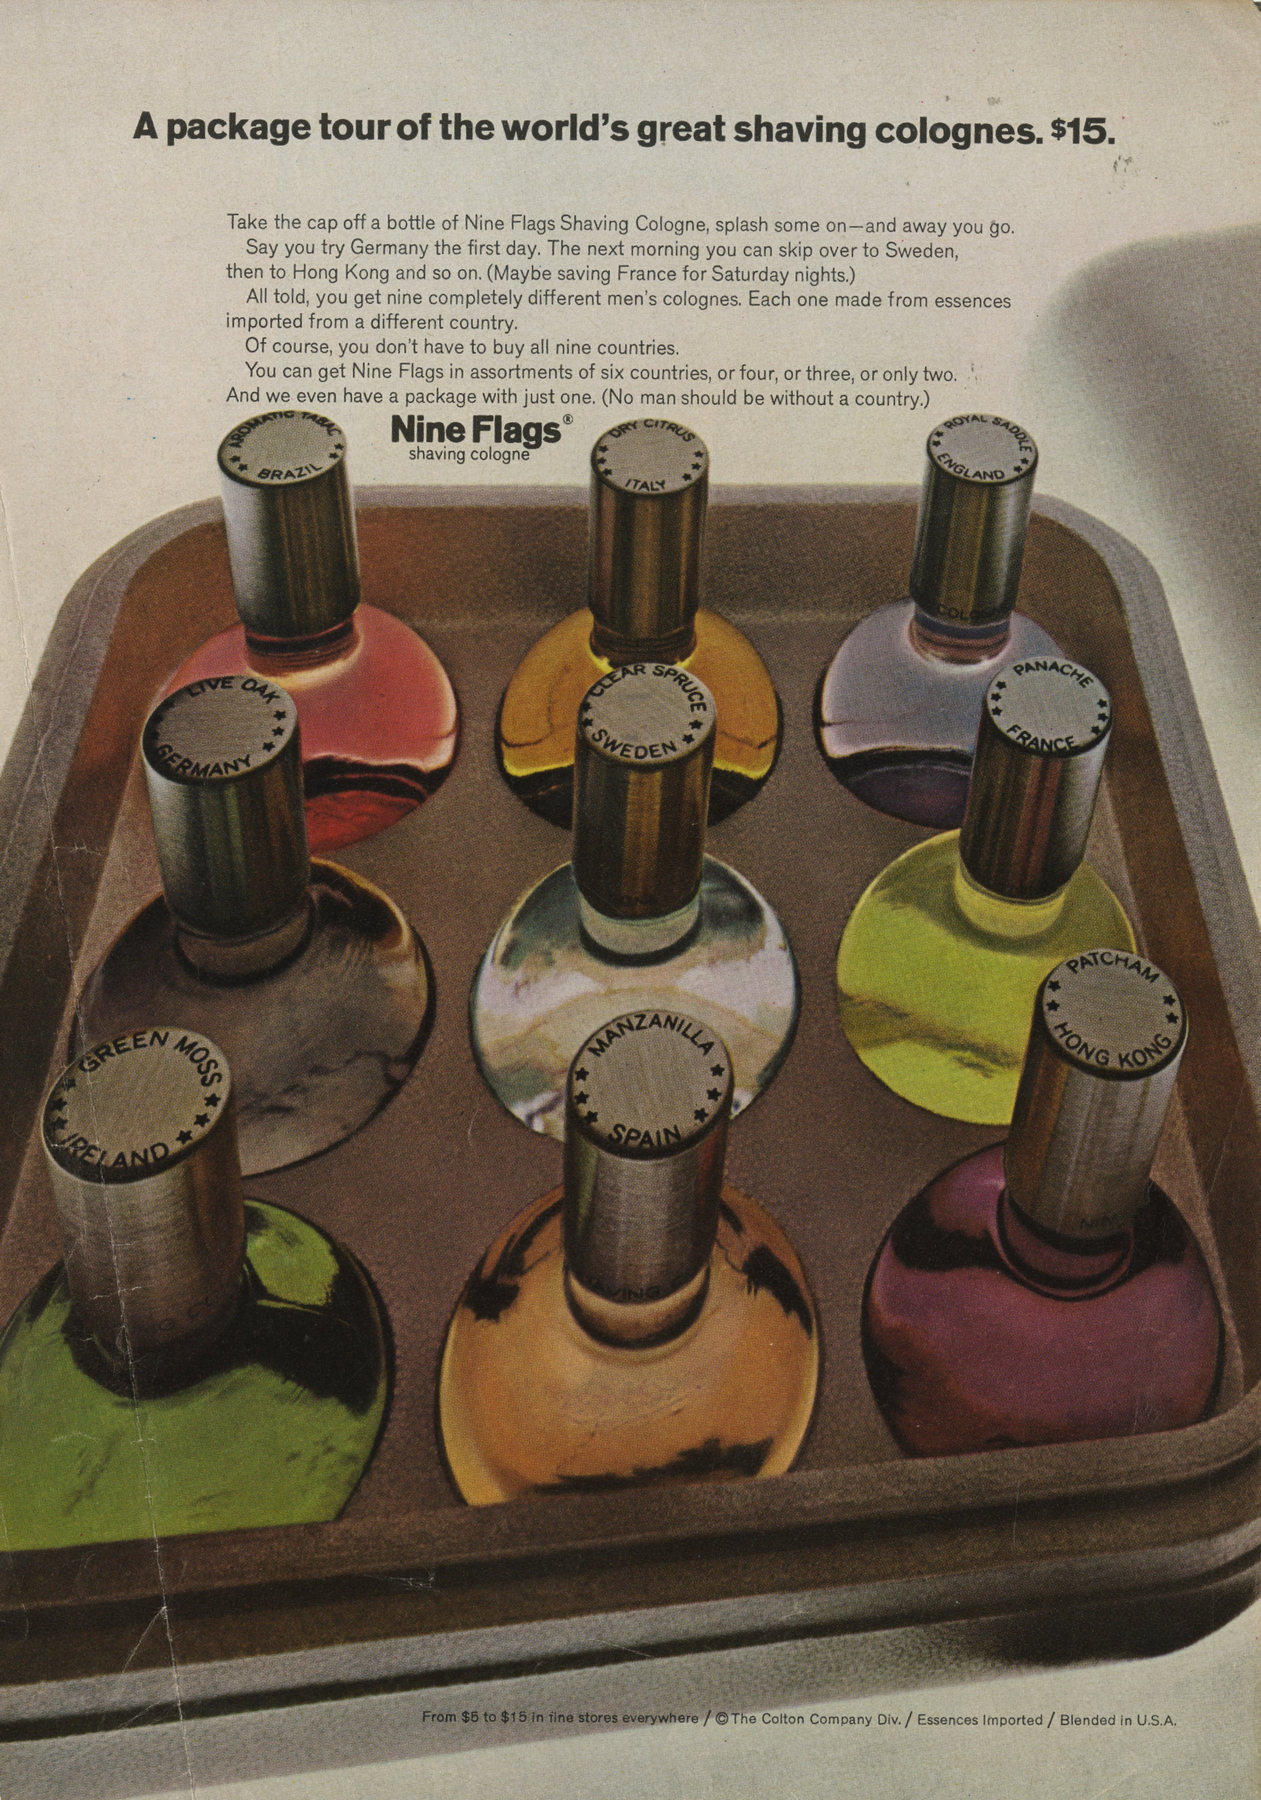 A package tour of the world's great shaving colognes. $15.
Take the cap off a bottle of Nine Flags Shaving Cologne, splash some on—and away you go.
Say you try Germany the first day. The next morning you can skip over to Sweden,
then to Hong Kong and so on. (Maybe saving France for Saturday nights.)
All told, you get nine completely different men's colognes. Each one made from essences
imported from a different country.
Of course, you don't have to buy all nine countries.
You can get Nine Flags in assortments of six countries, or four, or three, or only two.
And we even have a package with just one. (No man should be without a country.)
Nine Flags®
shaving cologne
AROMATIC TABAC
BRAZIL
DRY CITRUS
ITALY
ROYAL SADDLE
ENGLAND
LIVE OAK
GERMANY
CLEAR SPRUCE
SWEDEN
PANACHE
FRANCE
GREEN MOSS
IRELAND
MANZANILLA
SPAIN
PATCHAM
HONG KONG
From $5 to $15 in fine stores everywhere / © The Colton Company Div. / Essences Imported / Blended in U.S.A.